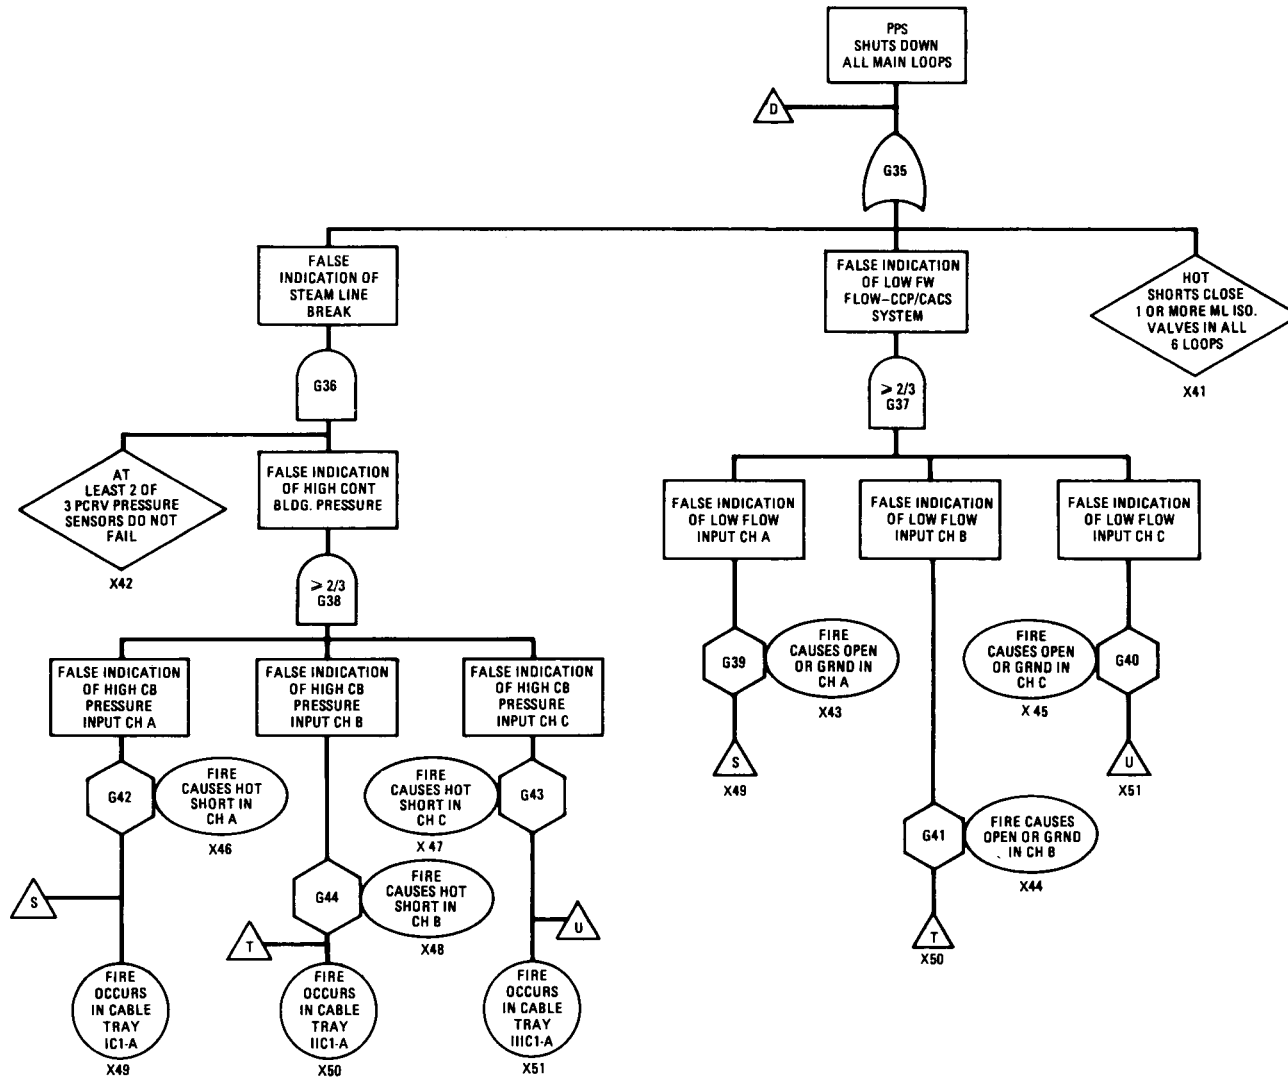 PPS
SHUTS DOWN
ALL MAIN LOOPS
D
G35
FALSE
INDICATION OF
STEAM LINE
BREAK
FALSE INDICATION
OF LOW FW
FLOW-CCP/CACS
SYSTEM
HOT
SHORTS CLOSE
1 OR MORE ML ISO.
VALVES IN ALL
6 LOOPS
X41
G36
⩾ 2/3
G37
AT
LEAST 2 OF
3 PCRV PRESSURE
SENSORS DO NOT
FAIL
X42
FALSE INDICATION
OF HIGH CONT
BLDG. PRESSURE
FALSE INDICATION
OF LOW FLOW
INPUT CH A
FALSE INDICATION
OF LOW FLOW
INPUT CH B
FALSE INDICATION
OF LOW FLOW
INPUT CH C
⩾ 2/3
G38
G39
FIRE
CAUSES OPEN
OR GRND IN
CH A
X43
FIRE
CAUSES OPEN
OR GRND IN
CH C
X45
G40
FALSE INDICATION
OF HIGH CB
PRESSURE
INPUT CH A
FALSE INDICATION
OF HIGH CB
PRESSURE
INPUT CH B
FALSE INDICATION
OF HIGH CB
PRESSURE
INPUT CH C
S
X49
U
X51
G42
FIRE
CAUSES HOT
SHORT IN
CH A
X46
FIRE
CAUSES HOT
SHORT IN
CH C
X47
G43
G41
FIRE CAUSES
OPEN OR GRND
IN CH B
X44
S
G44
FIRE
CAUSES HOT
SHORT IN
CH B
X48
T
U
T
X50
FIRE
OCCURS
IN CABLE
TRAY
IC1-A
X49
FIRE
OCCURS
IN CABLE
TRAY
IIC1-A
X50
FIRE
OCCURS
IN CABLE
TRAY
IIIC1-A
X51